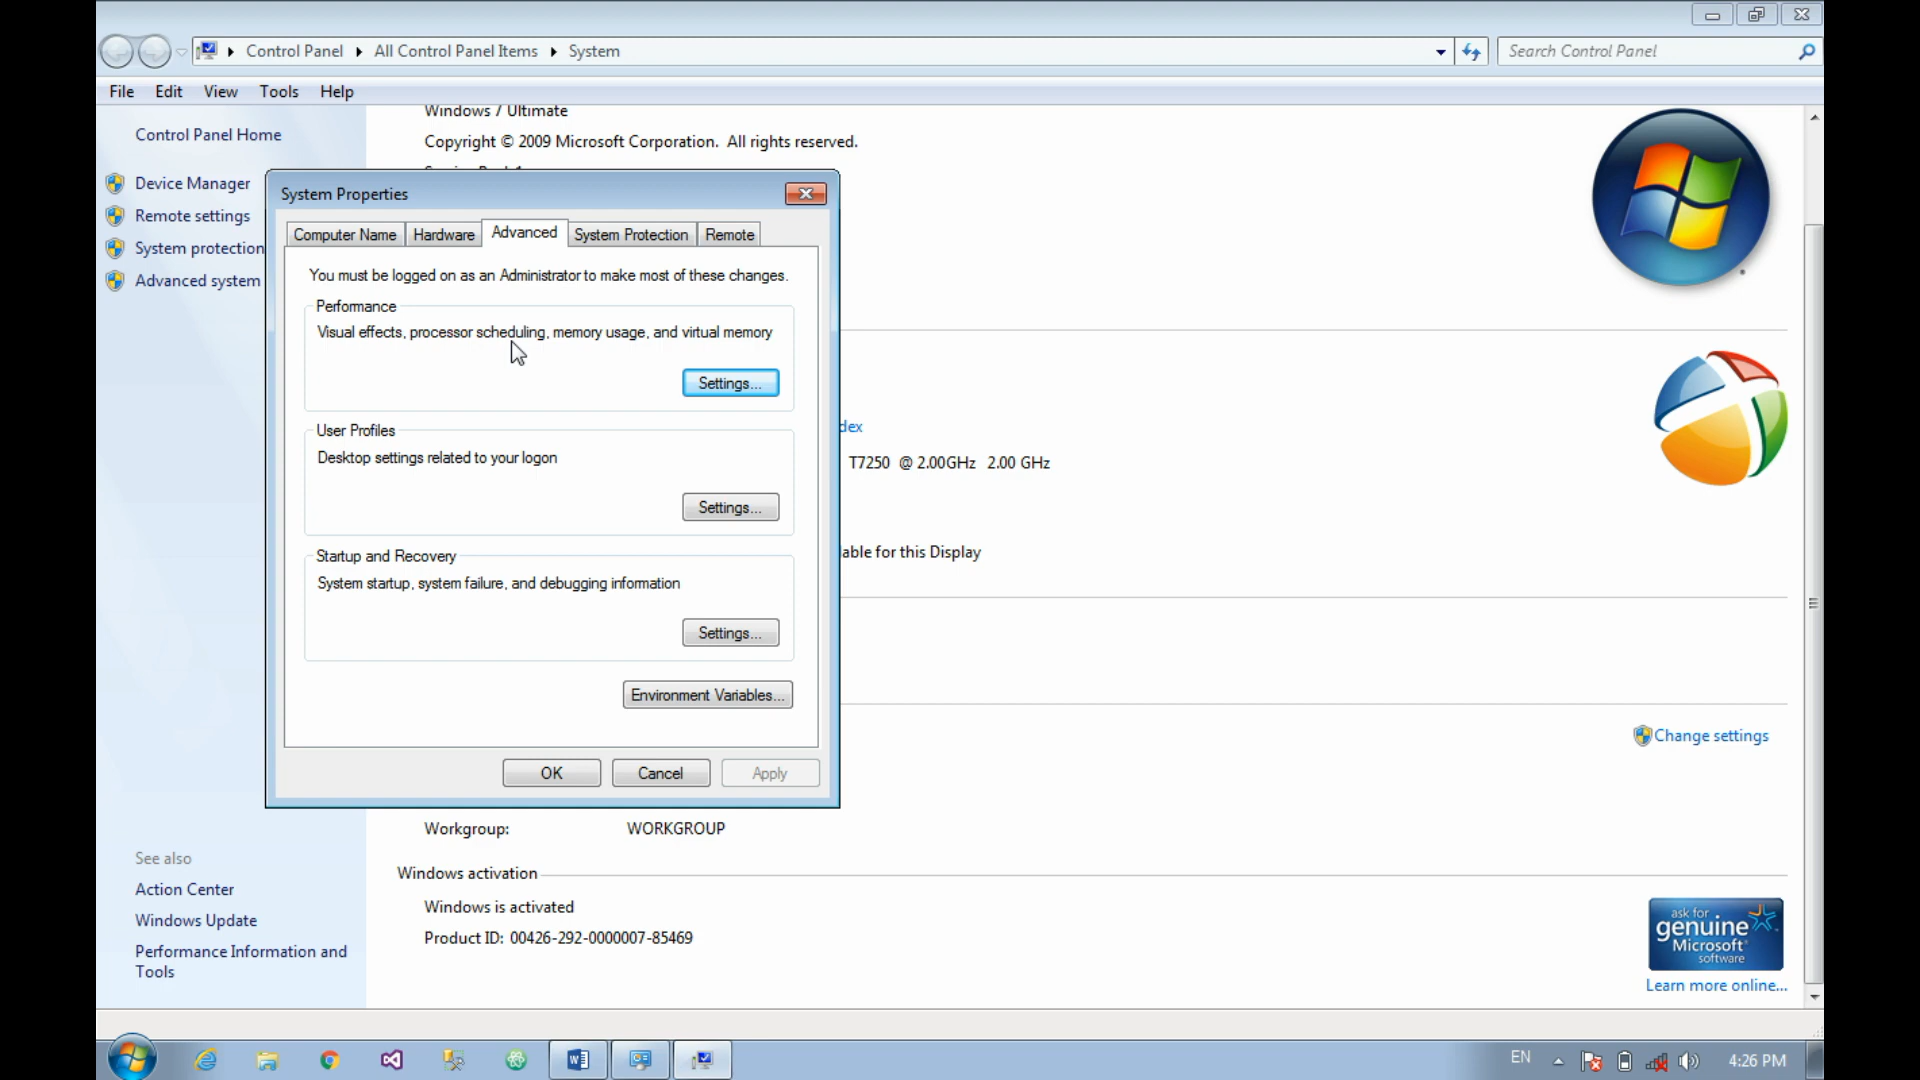 Control Panel
All Control Panel Items
System
Search Control Panel
File
Edit
View
Tools
Help
Control Panel Home
Device Manager
Remote settings
System protection
Advanced system
See also
Action Center
Windows Update
Performance Information and
Tools
Windows 7 Ultimate
Copyright © 2009 Microsoft Corporation. All rights reserved.
System Properties
Computer Name
Hardware
Advanced
System Protection
Remote
You must be logged on as an Administrator to make most of these changes.
Performance
Visual effects, processor scheduling, memory usage, and virtual memory
Settings...
User Profiles
Desktop settings related to your logon
Settings...
Startup and Recovery
System startup, system failure, and debugging information
Settings...
Environment Variables...
OK
Cancel
Apply
dex
T7250 @ 2.00GHz 2.00 GHz
lable for this Display
Change settings
Workgroup:
WORKGROUP
Windows activation
Windows is activated
Product ID: 00426-292-0000007-85469
ask for
genuine
Microsoft
software
Learn more online...
EN
4:26 PM